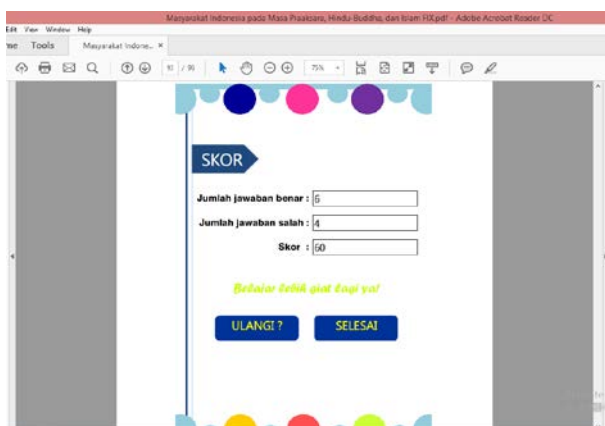 Masyarakat Indonesia pada Masa Praaksara, Hindu-Buddha, dan Islam FIX.pdf - Adobe Acrobat Reader DC
Edit View Window Help
me Tools Masyarakat Indone... ×
75%
SKOR
Jumlah jawaban benar : 6
Jumlah jawaban salah : 4
Skor : 60
Belajar lebih giat lagi ya!
ULANGI ? SELESAI